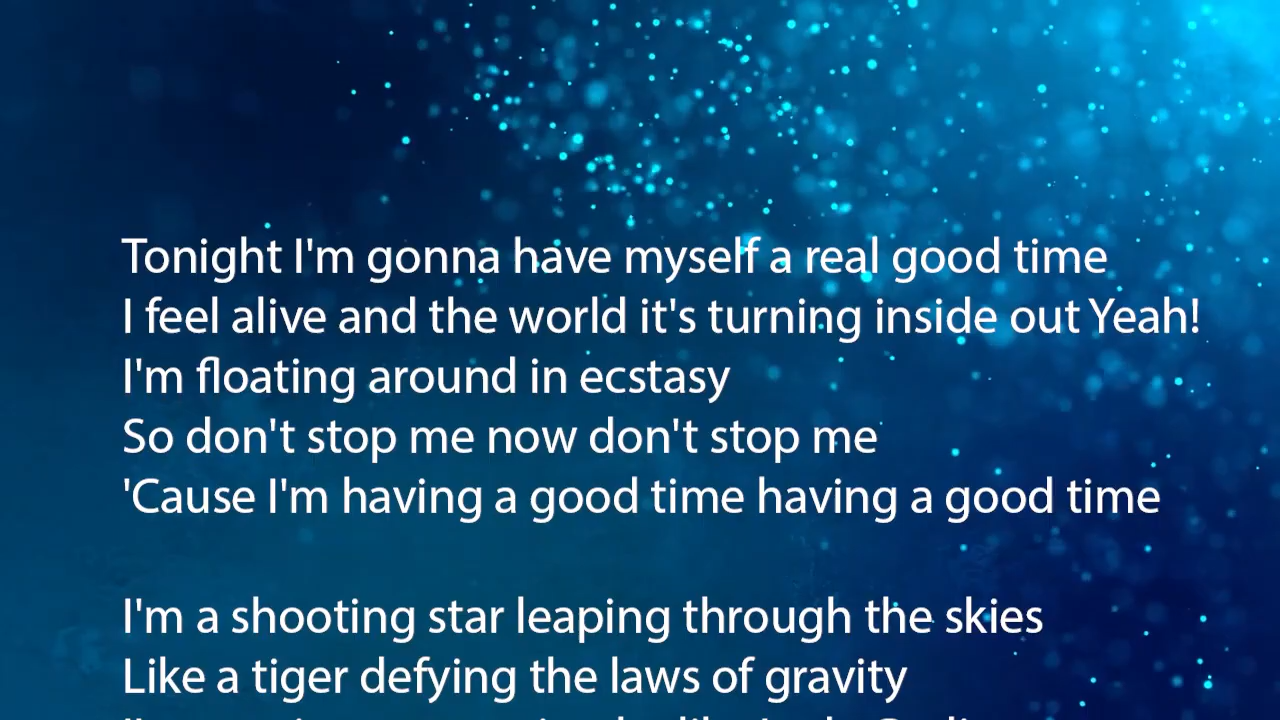 Tonight I'm gonna have myself a real good time
I feel alive and the world it's turning inside out Yeah!
I'm floating around in ecstasy
So don't stop me now don't stop me
'Cause I'm having a good time having a good time
I'm a shooting star leaping through the skies
Like a tiger defying the laws of gravity